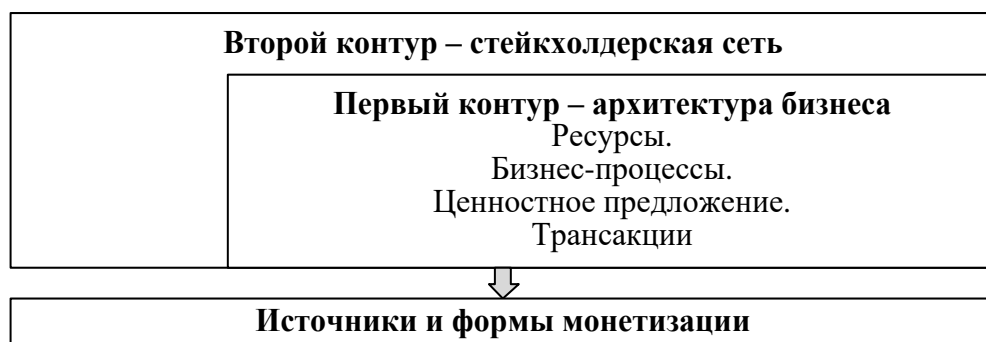 Второй контур – стейкхолдерская сеть
Первый контур – архитектура бизнеса
Ресурсы.
Бизнес-процессы.
Ценностное предложение.
Трансакции
Источники и формы монетизации